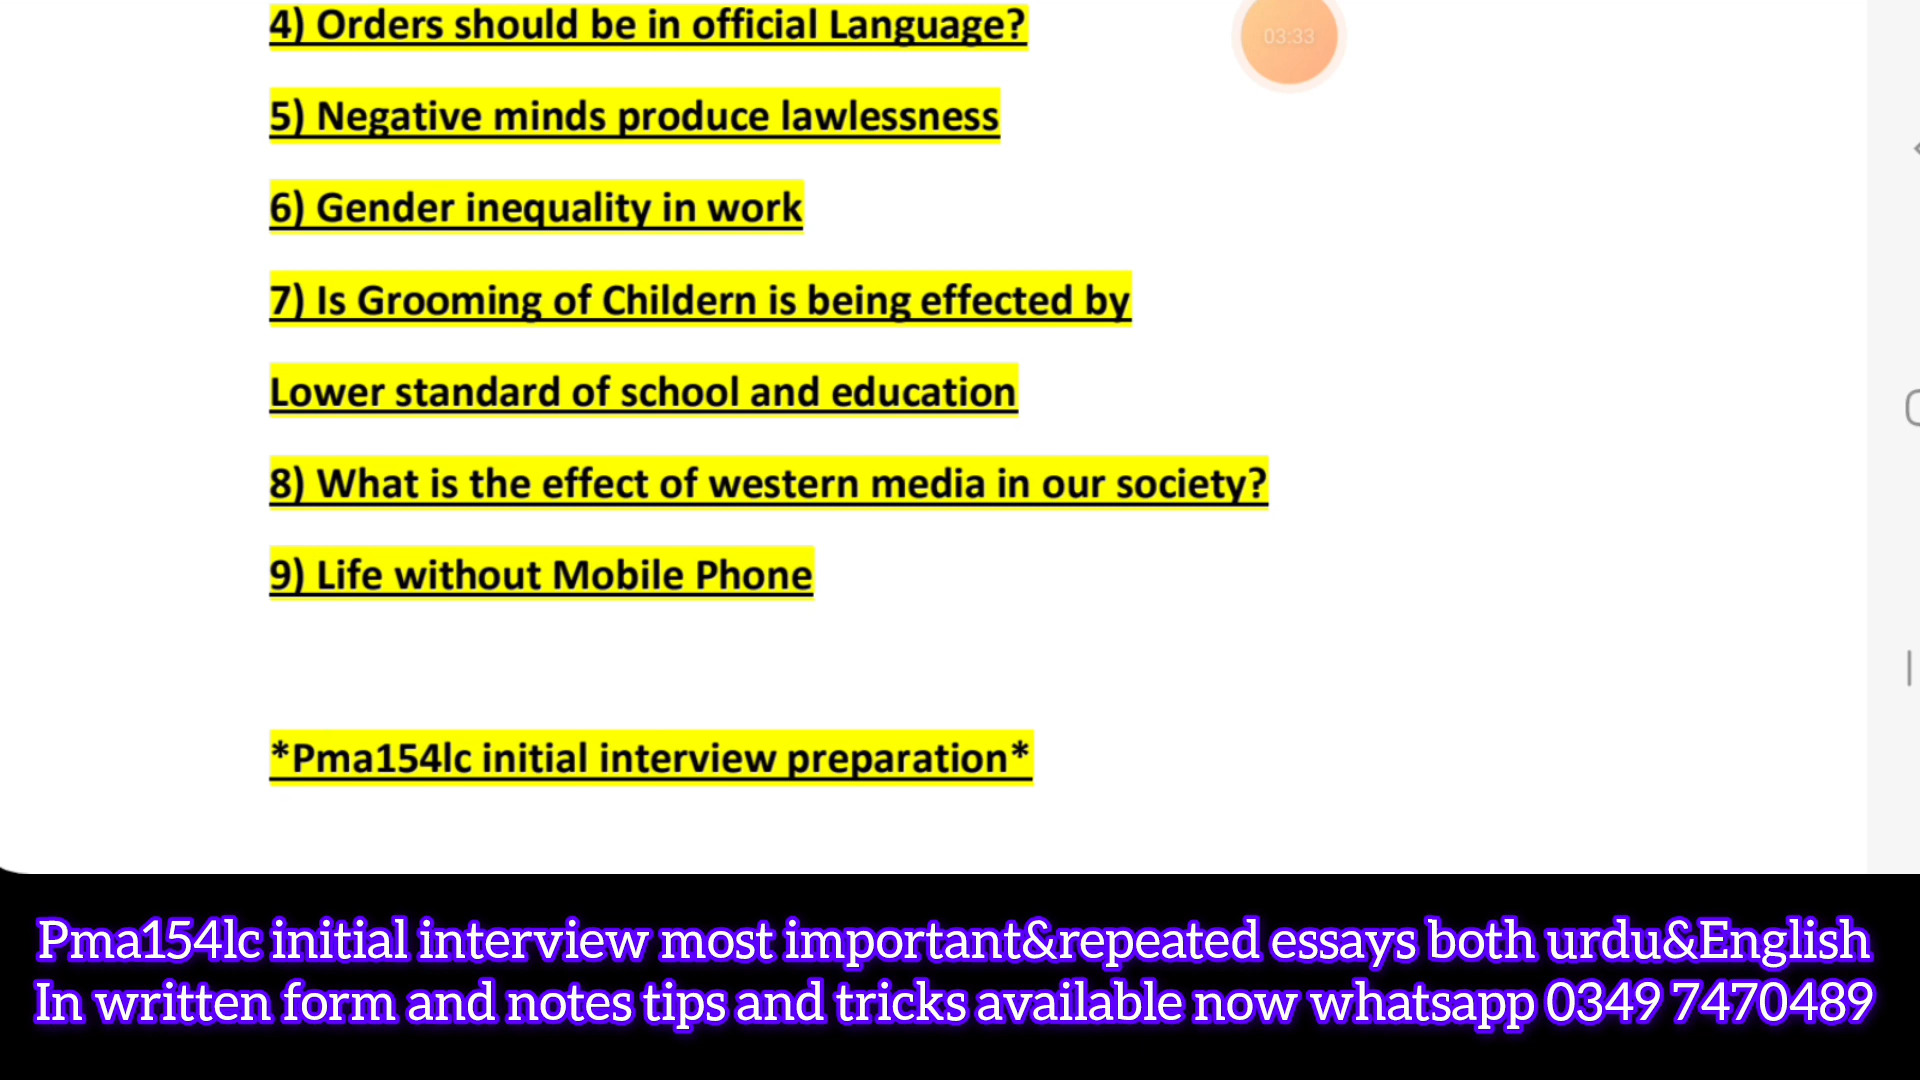 4) Orders should be in official Language?
03:33
5) Negative minds produce lawlessness
6) Gender inequality in work
7) Is Grooming of Childern is being effected by
Lower standard of school and education
8) What is the effect of western media in our society?
9) Life without Mobile Phone
*Pma154lc initial interview preparation*
Pma154lc initial interview most important&repeated essays both urdu&English
In written form and notes tips and tricks available now whatsapp 0349 7470489